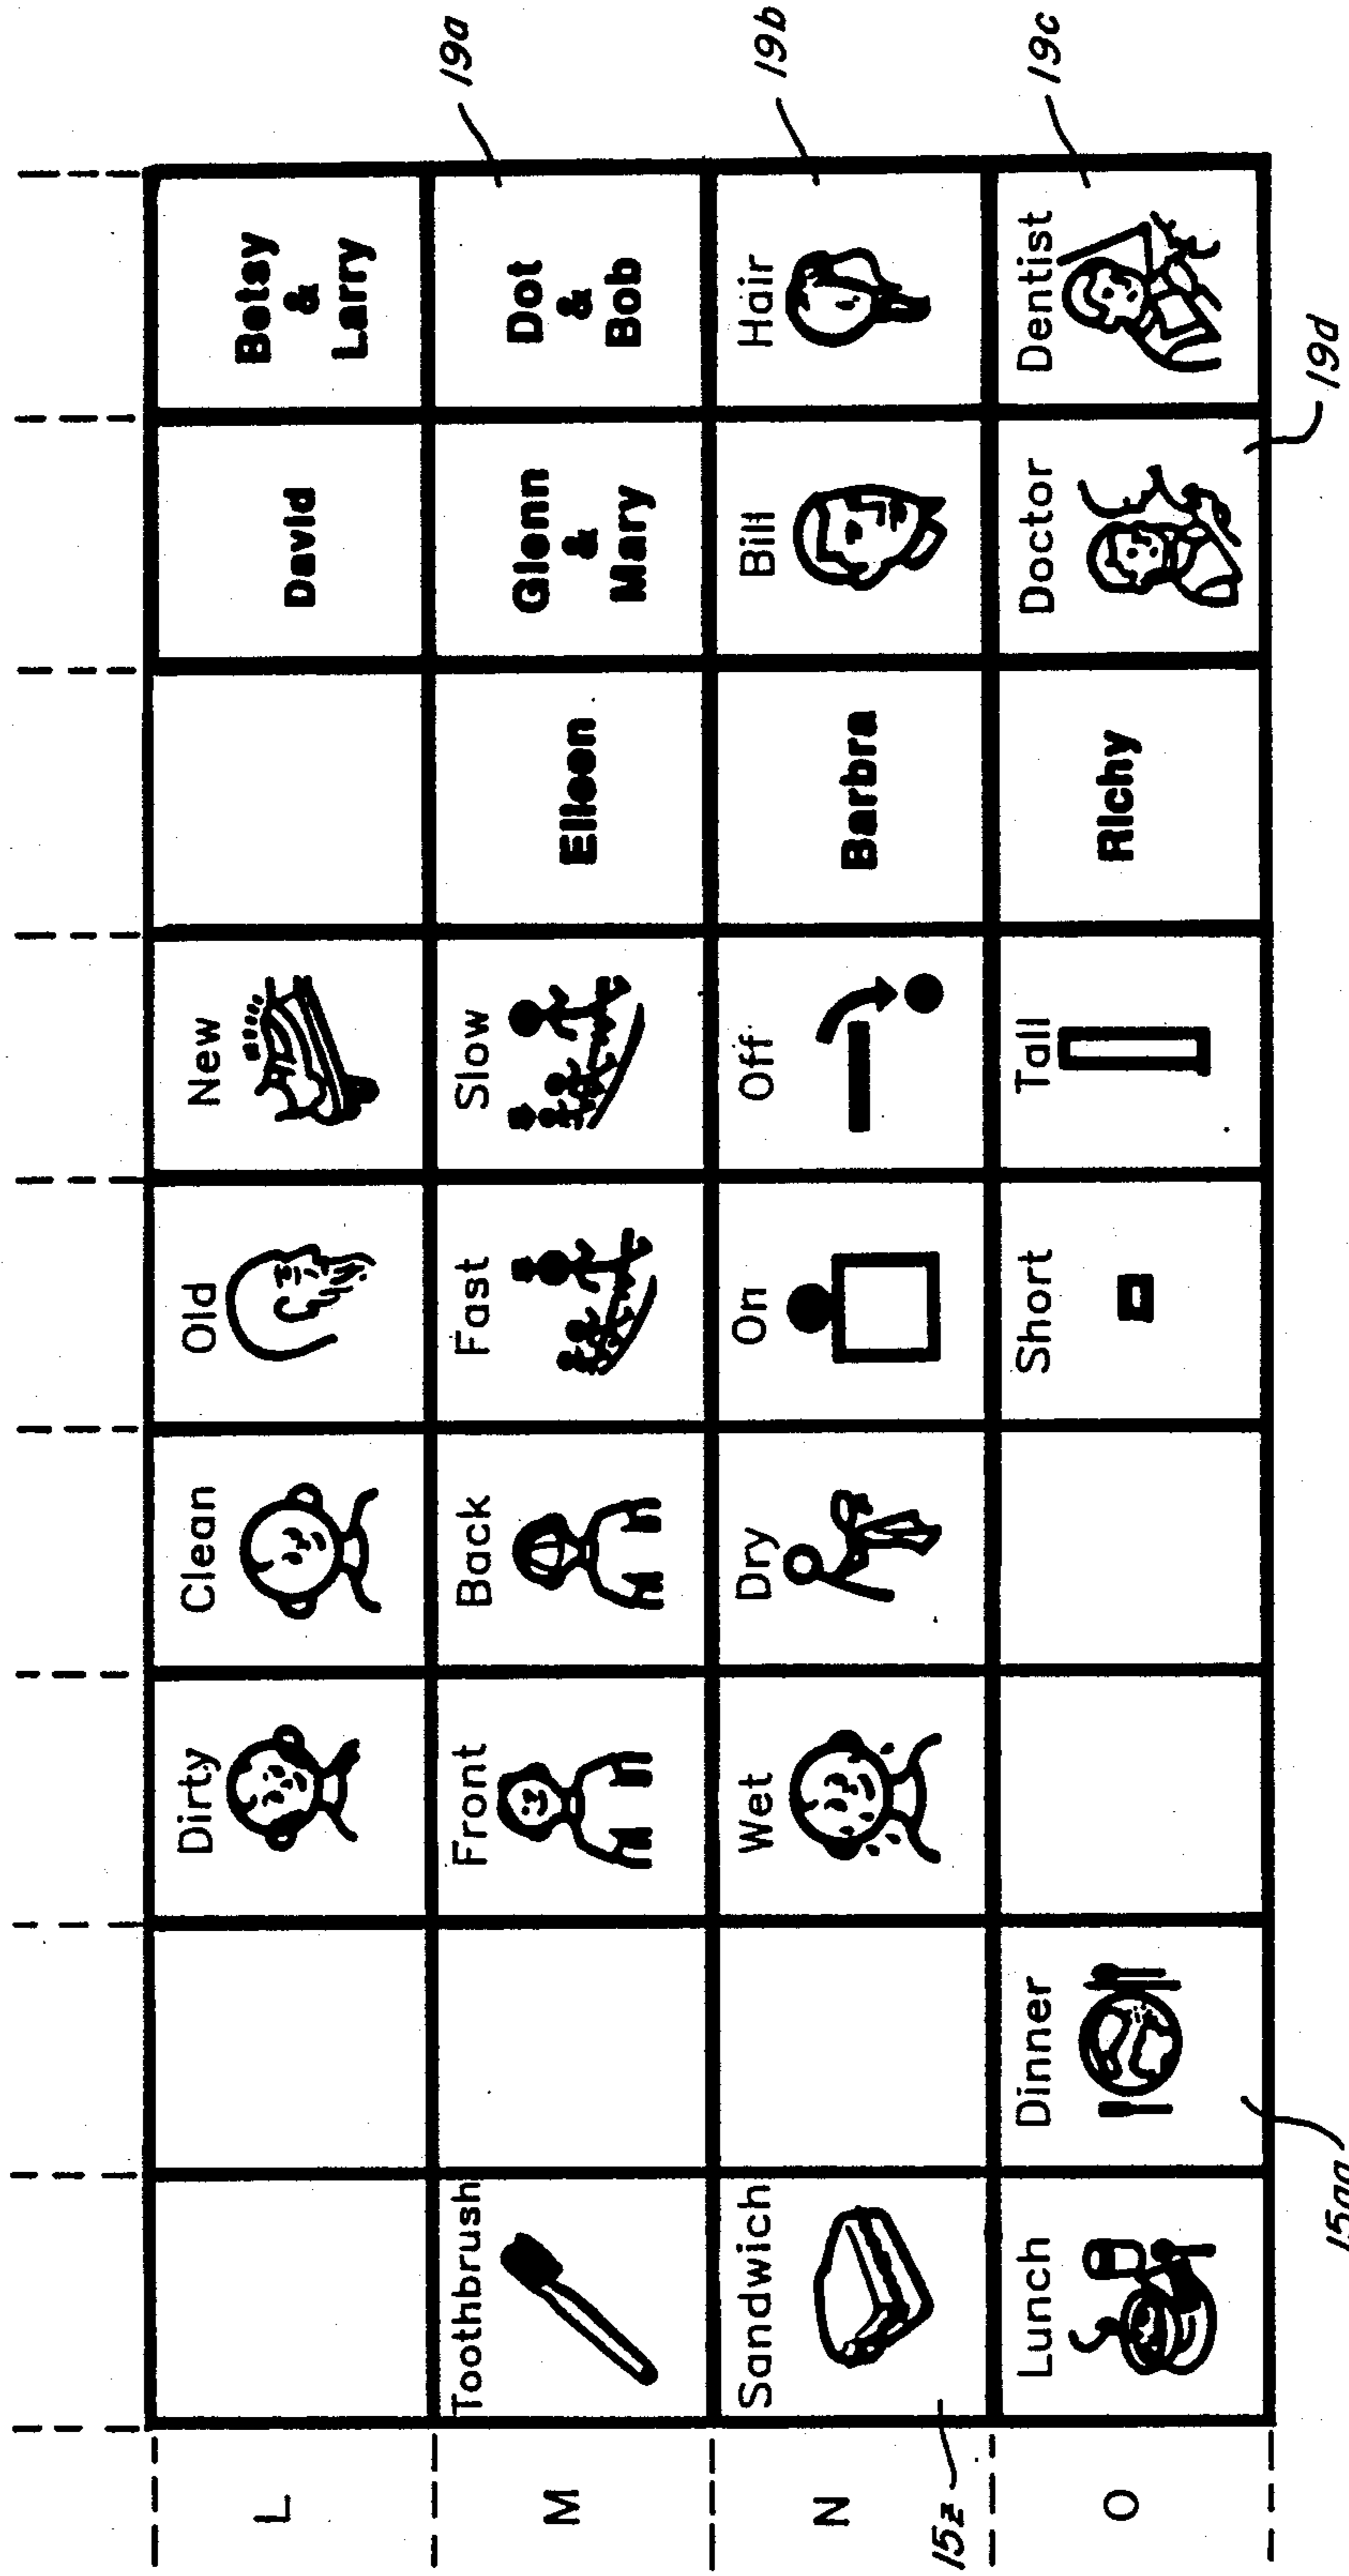 L
Dirty
Clean
Old
New
David
Betsy
&
Larry
M
Toothbrush
Front
Back
Fast
Slow
Eileen
Glenn
&
Mary
Dot
&
Bob
19a
N
Sandwich
Wet
Dry
On
Off
Barbra
Bill
Hair
19b
15z
O
Lunch
Dinner
Short
Tall
Richy
Doctor
Dentist
19c
15aa
19d